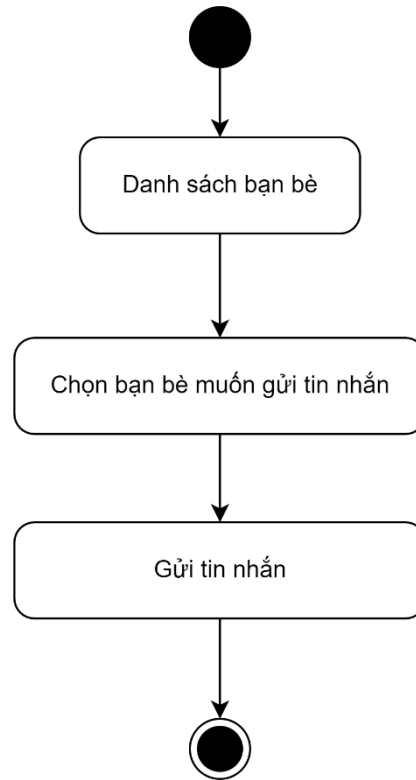 Danh sách bạn bè
Chọn bạn bè muốn gửi tin nhắn
Gửi tin nhắn